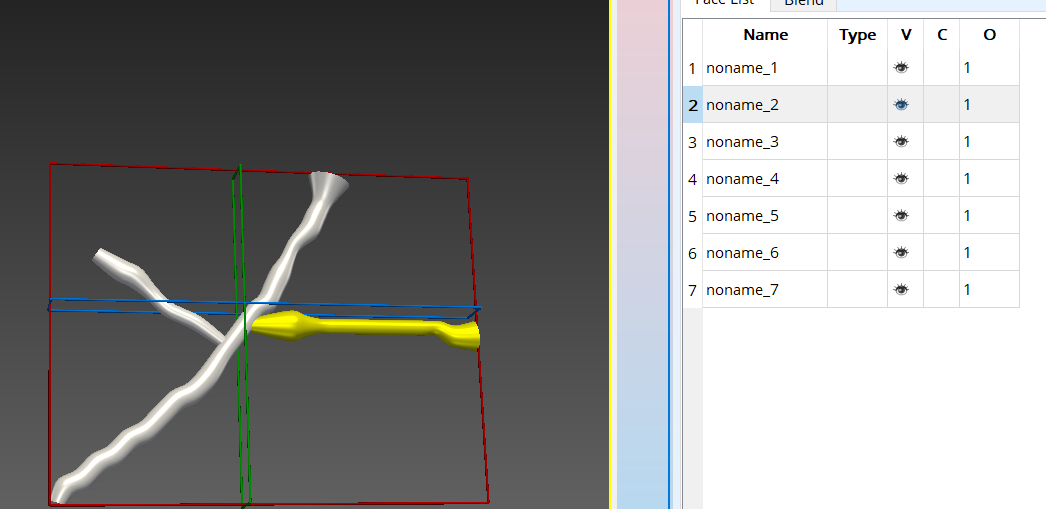 Face List Blend
Name Type V C O
1 noname_1 1
2 noname_2 1
3 noname_3 1
4 noname_4 1
5 noname_5 1
6 noname_6 1
7 noname_7 1